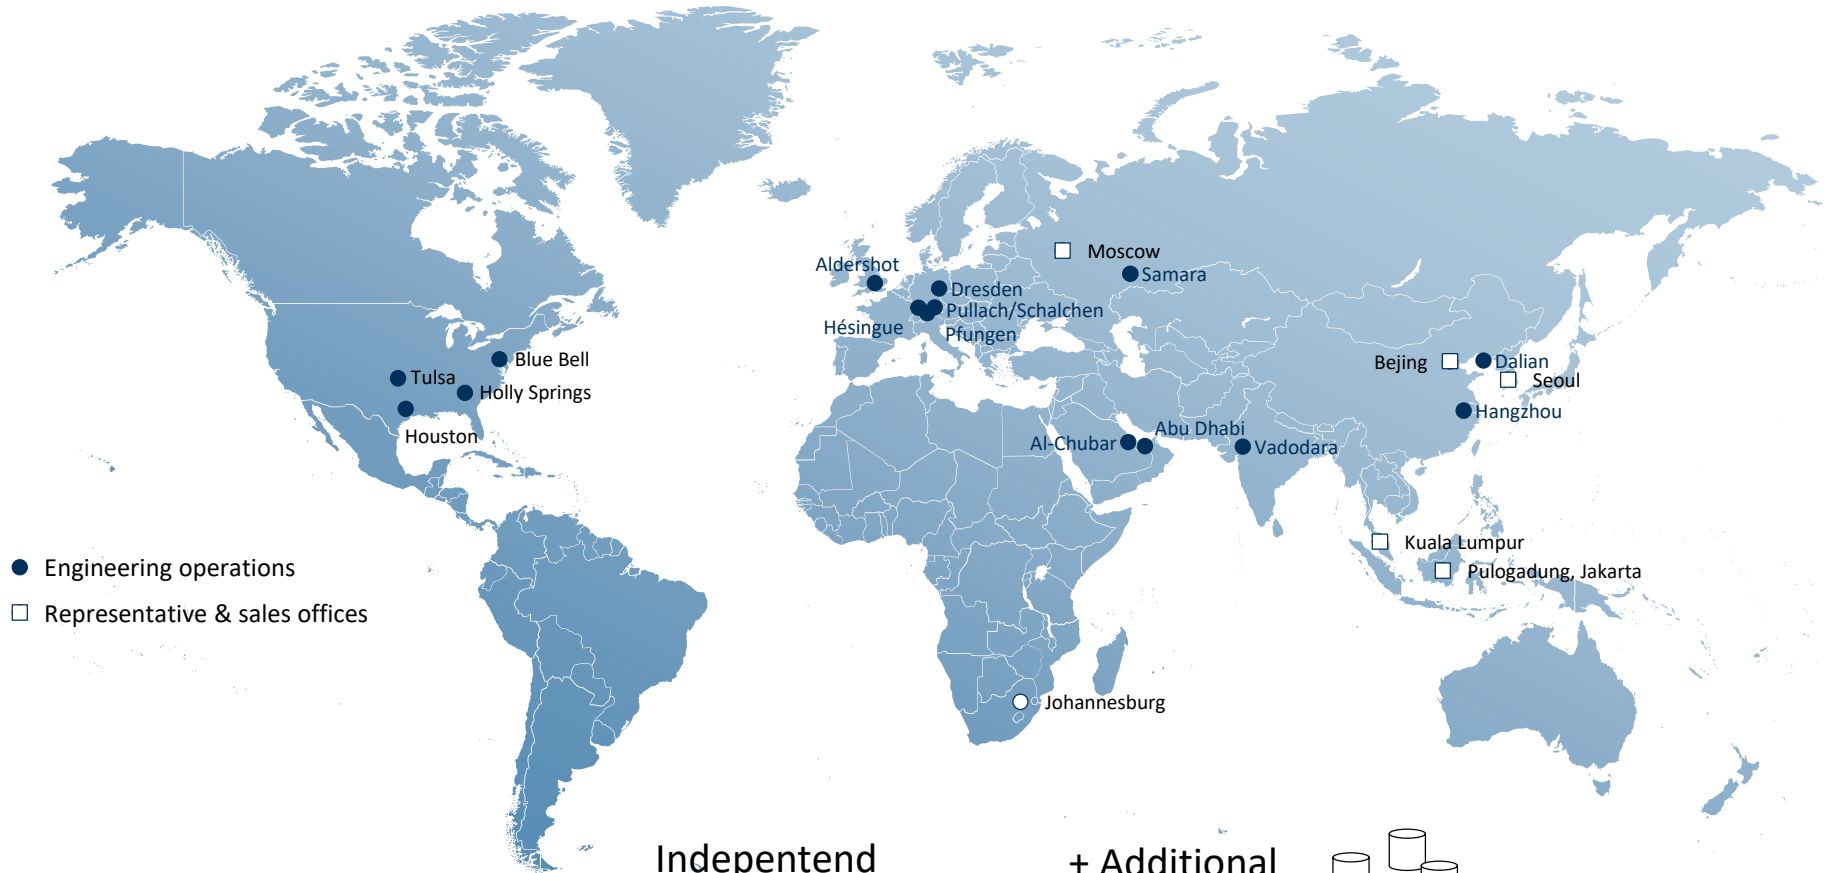 Moscow
Aldershot
Samara
Dresden
Pullach/Schalchen
Hésingue
Pfungen
Blue Bell
Bejing
Dalian
Tulsa
Seoul
Holly Springs
Hangzhou
Houston
Abu Dhabi
Al-Chubar
Vadodara
Kuala Lumpur
Engineering operations
Pulogadung, Jakarta
Representative & sales offices
Johannesburg
Indepentend
+ Additional